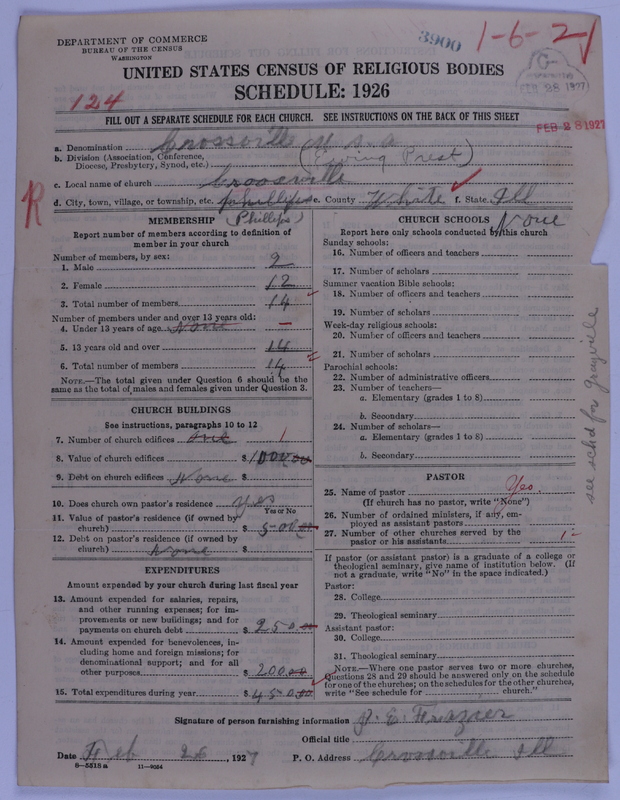 DEPARTMENT OF COMMERCE
BUREAU OF THE CENSUS
WASHINGTON
3900
1-6-21
FEB 28 1927
UNITED STATES CENSUS OF RELIGIOUS BODIES
SCHEDULE: 1926
124
FILL OUT A SEPARATE SCHEDULE FOR EACH CHURCH. SEE INSTRUCTIONS ON THE BACK OF THIS SHEET
FEB 28 1927
a. Denomination Crossville U S A
b. Division (Association, Conference,
Diocese, Presbytery, Synod, etc.) (Ewing Presb)
c. Local name of church Crossville
d. City, town, village, or township, etc. Phillips e. County White f. State Ill
R
MEMBERSHIP (Phillips)
Report number of members according to definition of
member in your church
Number of members, by sex:
1. Male 2
2. Female 12
3. Total number of members 14
Number of members under and over 13 years old:
4. Under 13 years of age None –
5. 13 years old and over 14
6. Total number of members 14
NOTE.—The total given under Question 6 should be the
same as the total of males and females given under Question 3.
CHURCH BUILDINGS
See instructions, paragraphs 10 to 12
7. Number of church edifices one 1
8. Value of church edifices $ 1000.00
9. Debt on church edifices None $
10. Does church own pastor's residence yes
Yes or No
11. Value of pastor's residence (if owned by
church) $ 500.00
12. Debt on pastor's residence (if owned by
church) None $
EXPENDITURES
Amount expended by your church during last fiscal year
13. Amount expended for salaries, repairs,
and other running expenses; for im-
provements or new buildings; and for
payments on church debt $ 250.00
14. Amount expended for benevolences, in-
cluding home and foreign missions; for
denominational support; and for all
other purposes $ 200.00
15. Total expenditures during year $ 450.00
CHURCH SCHOOLS None
Report here only schools conducted by this church
Sunday schools:
16. Number of officers and teachers
17. Number of scholars
Summer vacation Bible schools:
18. Number of officers and teachers
19. Number of scholars
Week-day religious schools:
20. Number of officers and teachers
21. Number of scholars
Parochial schools:
22. Number of administrative officers
23. Number of teachers—
a. Elementary (grades 1 to 8)
b. Secondary
24. Number of scholars—
a. Elementary (grades 1 to 8)
b. Secondary
PASTOR
25. Name of pastor Yes.
(If church has no pastor, write "None")
26. Number of ordained ministers, if any, em-
ployed as assistant pastors
27. Number of other churches served by the
pastor or his assistants 1
If pastor (or assistant pastor) is a graduate of a college or
theological seminary, give name of institution below. (If
not a graduate, write "No" in the space indicated.)
Pastor:
28. College
29. Theological seminary
Assistant pastor:
30. College
31. Theological seminary
NOTE.—Where one pastor serves two or more churches,
Questions 28 and 29 should be answered only on the schedule
for one of the churches; on the schedules for the other churches,
write "See schedule for church."
see sched for grayville
Signature of person furnishing information J. E. Frazier
Official title
Date Feb 26, 1927 P. O. Address Crossville Ill
8—5515 a 11—9034